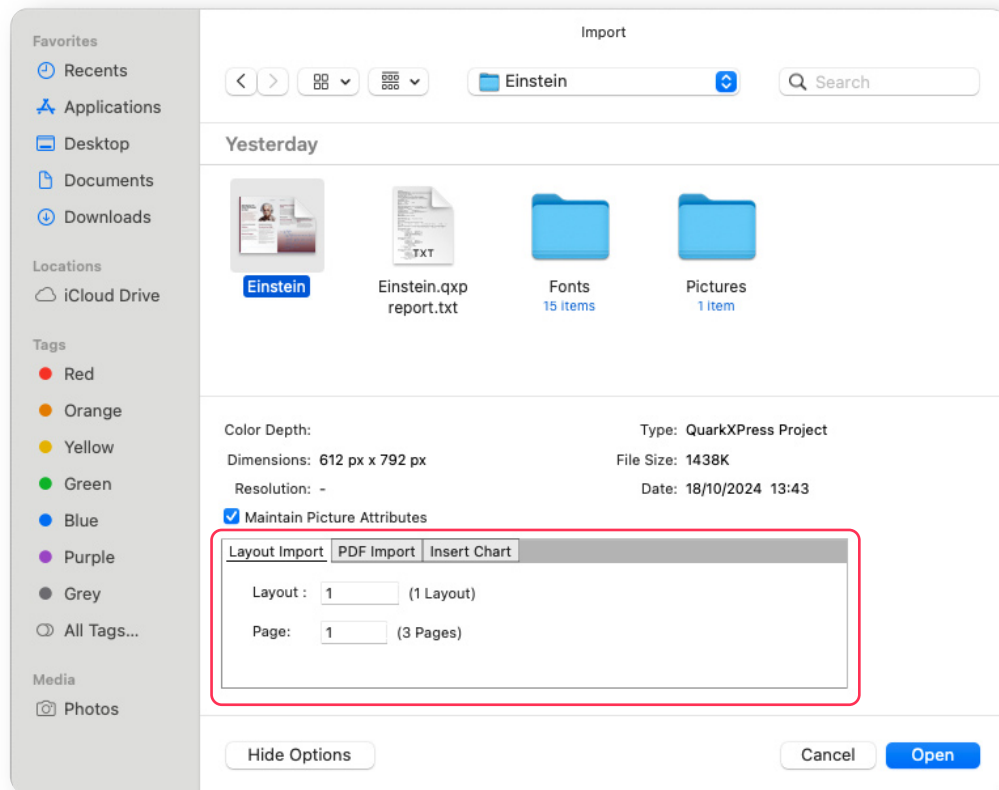 Import
Favorites
Recents
Applications
Desktop
Documents
Downloads
Locations
iCloud Drive
Tags
Red
Orange
Yellow
Green
Blue
Purple
Grey
All Tags...
Media
Photos
Einstein
Search
Yesterday
Einstein
TXT
Einstein.qxp
report.txt
Fonts
15 items
Pictures
1 item
Color Depth:
Type: QuarkXPress Project
Dimensions: 612 px x 792 px
File Size: 1438K
Resolution: -
Date: 18/10/2024 13:43
Maintain Picture Attributes
Layout Import PDF Import Insert Chart
Layout : 1 (1 Layout)
Page: 1 (3 Pages)
Hide Options
Cancel
Open